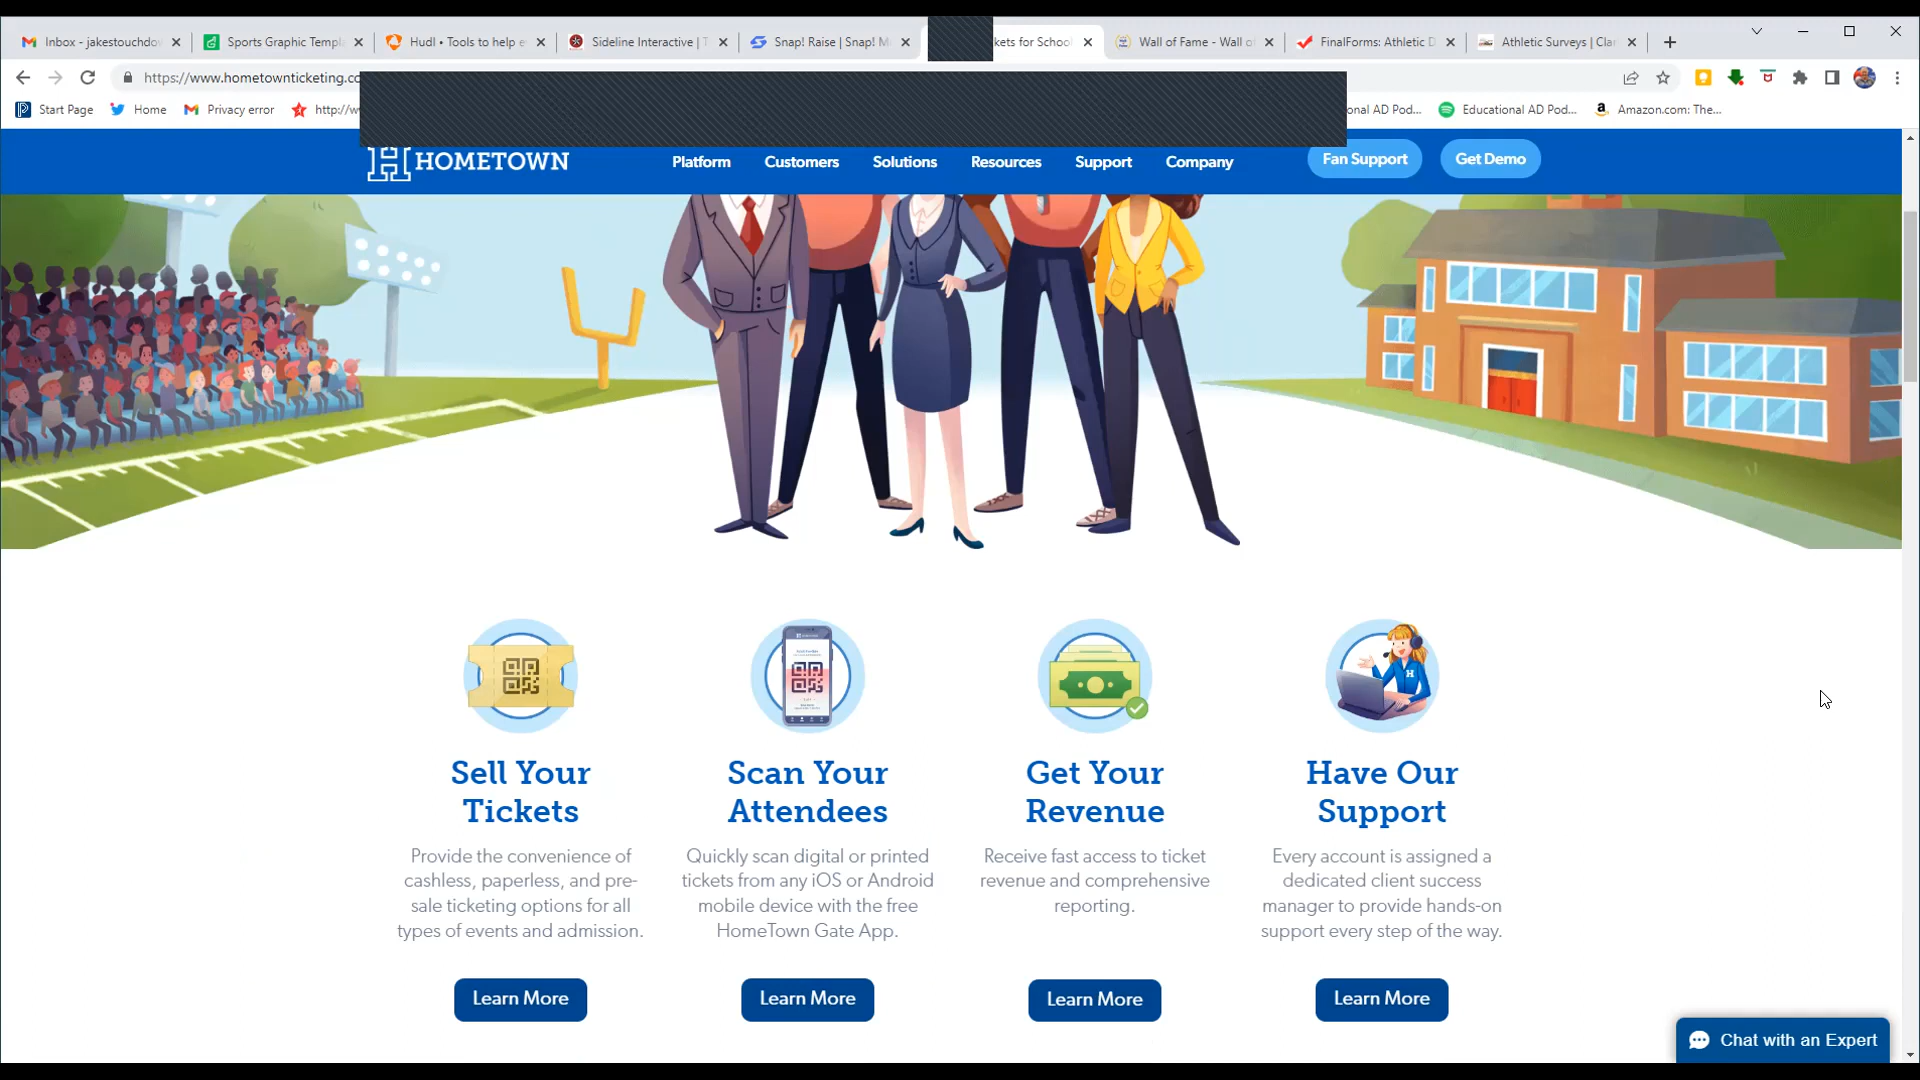 Inbox - jakestouchdo
Sports Graphic Templ
Hudl • Tools to help e
Sideline Interactive | T
Snap! Raise | Snap! M
kets for School
Wall of Fame - Wall of
FinalForms: Athletic D
Athletic Surveys | Clar
https://www.hometownticketing.co
Start Page
Home
Privacy error
http://w
onal AD Pod...
Educational AD Pod...
Amazon.com: The...
H HOMETOWN
Platform
Customers
Solutions
Resources
Support
Company
Fan Support
Get Demo
Sell Your
Tickets
Provide the convenience of
cashless, paperless, and pre-
sale ticketing options for all
types of events and admission.
Learn More
Scan Your
Attendees
Quickly scan digital or printed
tickets from any iOS or Android
mobile device with the free
HomeTown Gate App.
Learn More
Get Your
Revenue
Receive fast access to ticket
revenue and comprehensive
reporting.
Learn More
H
Have Our
Support
Every account is assigned a
dedicated client success
manager to provide hands-on
support every step of the way.
Learn More
Chat with an Expert